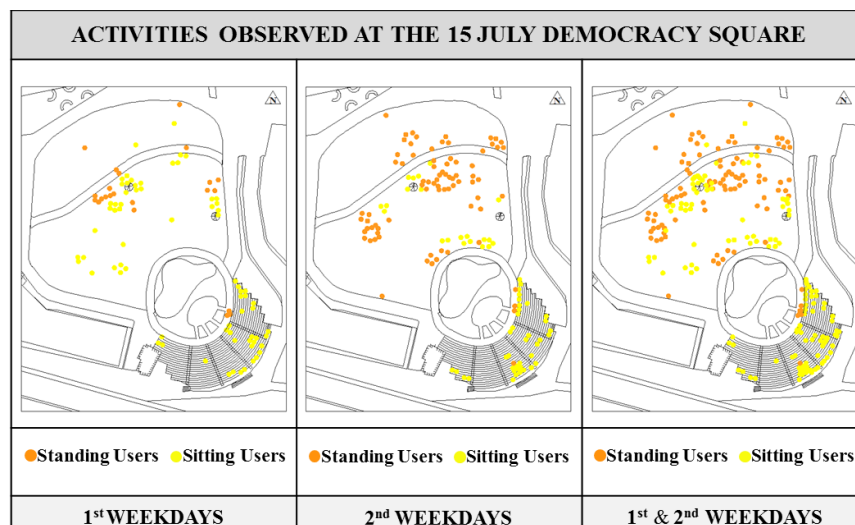 ACTIVITIES OBSERVED AT THE 15 JULY DEMOCRACY SQUARE
N
N
N
Standing Users Sitting Users
Standing Users Sitting Users
Standing Users Sitting Users
1st WEEKDAYS
2nd WEEKDAYS
1st & 2nd WEEKDAYS